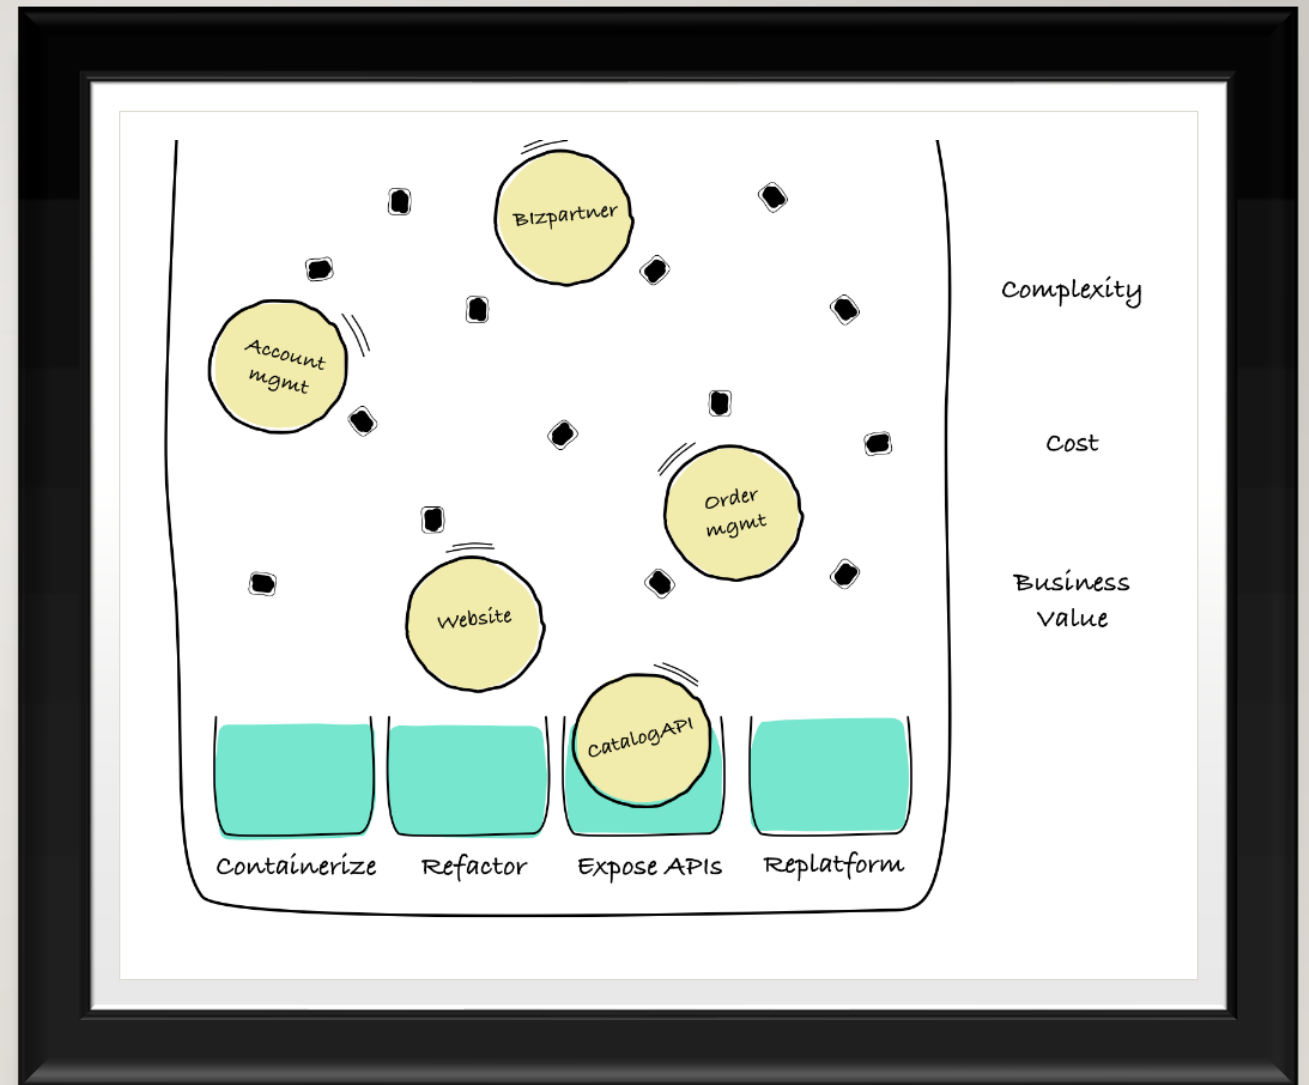 BIzpartner
Complexity
Account
mgmt
Cost
Order
mgmt
Business
Value
Website
CatalogAPI
Containerize
Refactor
Expose APIs
Replatform